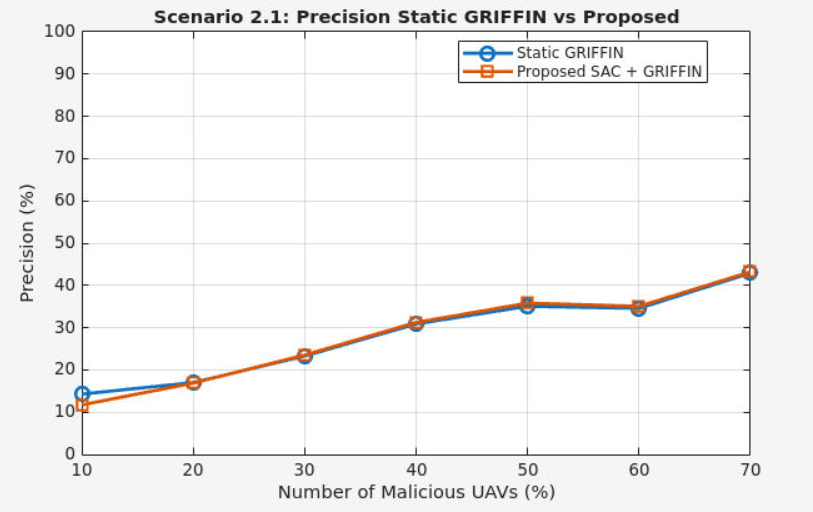 Scenario 2.1: Precision Static GRIFFIN vs Proposed
Static GRIFFIN
Proposed SAC + GRIFFIN
Precision (%)
100
90
80
70
60
50
40
30
20
10
0
10 20 30 40 50 60 70
Number of Malicious UAVs (%)